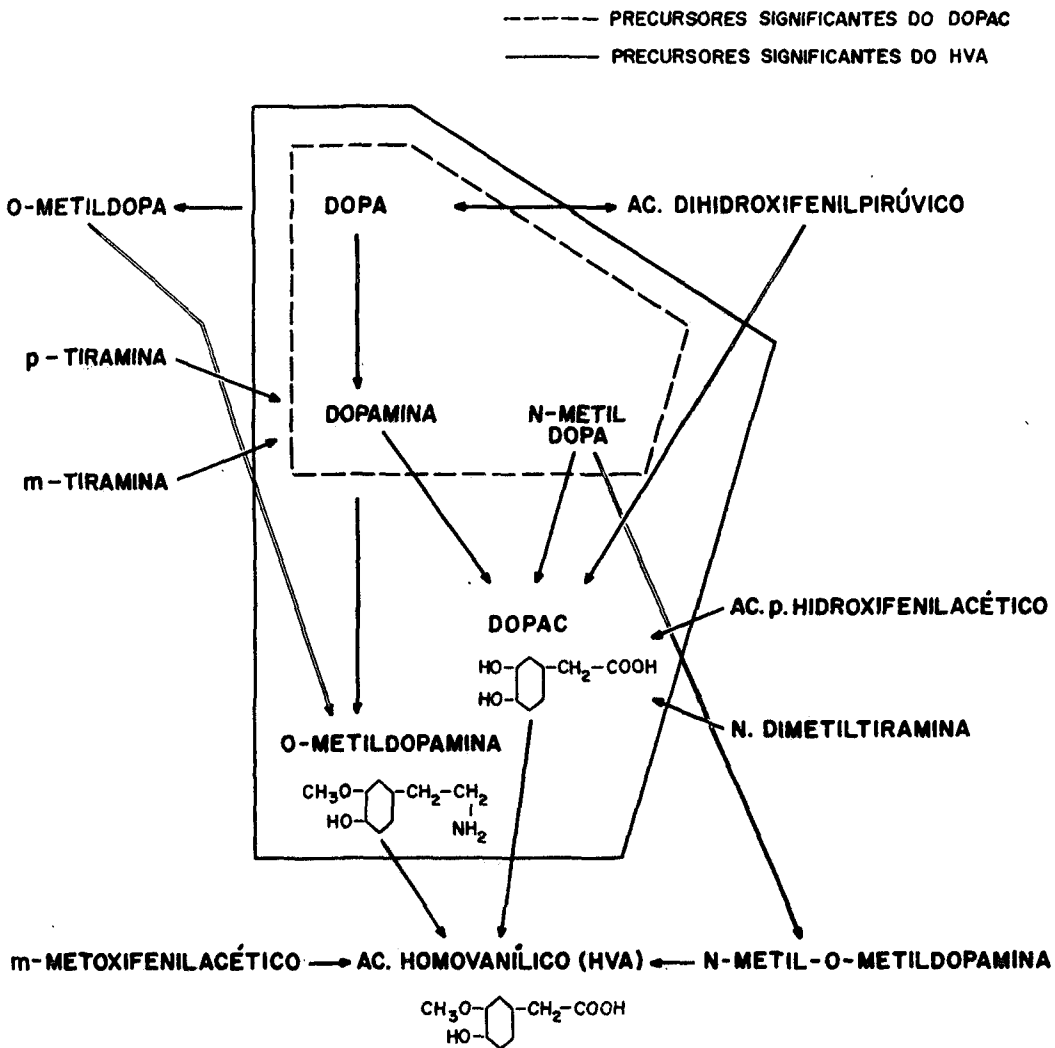 PRECURSORES SIGNIFICANTES DO DOPAC
PRECURSORES SIGNIFICANTES DO HVA
O-METILDOPA
DOPA
AC. DIHIDROXIFENILPIRÚVICO
p-TIRAMINA
DOPAMINA
N-METIL
DOPA
m-TIRAMINA
AC. p. HIDROXIFENILACÉTICO
DOPAC
HO- -CH₂-COOH
HO-
N. DIMETILTIRAMINA
O-METILDOPAMINA
CH₃O- -CH₂-CH₂
HO- NH₂
m-METOXIFENILACÉTICO
AC. HOMOVANÍLICO (HVA)
N-METIL-O-METILDOPAMINA
CH₃O- -CH₂-COOH
HO-